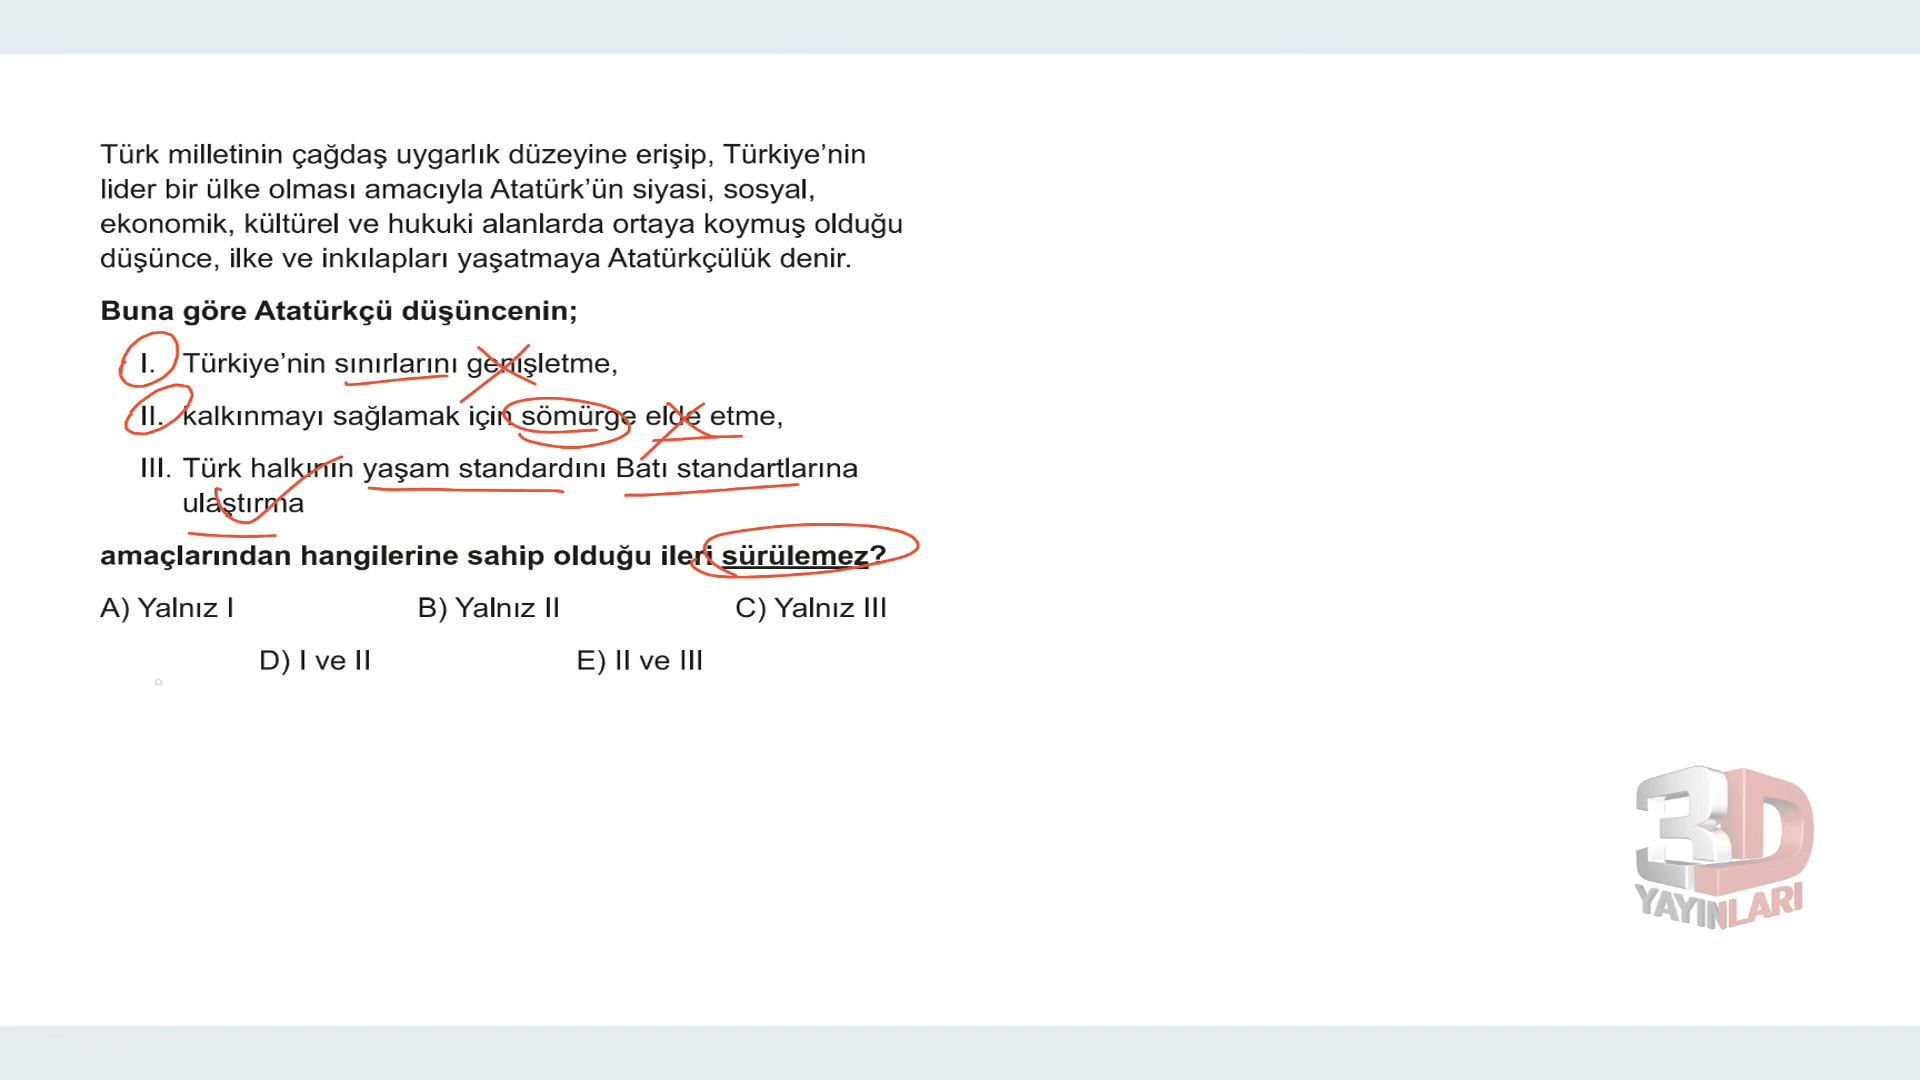 Türk milletinin çağdaş uygarlık düzeyine erişip, Türkiye’nin
lider bir ülke olması amacıyla Atatürk’ün siyasi, sosyal,
ekonomik, kültürel ve hukuki alanlarda ortaya koymuş olduğu
düşünce, ilke ve inkılapları yaşatmaya Atatürkçülük denir.
Buna göre Atatürkçü düşüncenin;
I. Türkiye’nin sınırlarını genişletme,
II. kalkınmayı sağlamak için sömürge elde etme,
III. Türk halkının yaşam standardını Batı standartlarına
ulaştırma
amaçlarından hangilerine sahip olduğu ileri sürülemez?
A) Yalnız I B) Yalnız II C) Yalnız III
D) I ve II E) II ve III
3D
YAYINLARI